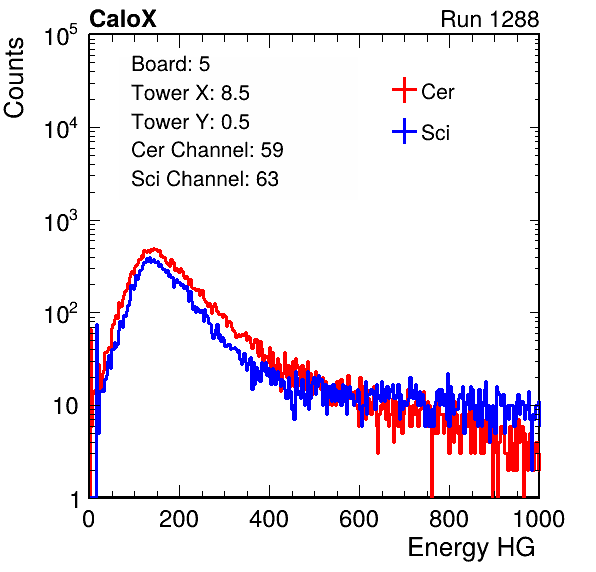 CaloX Run 1288
Counts
Board: 5
Tower X: 8.5
Tower Y: 0.5
Cer Channel: 59
Sci Channel: 63
Cer
Sci
10^5
10^4
10^3
10^2
10
1
0 200 400 600 800 1000
Energy HG